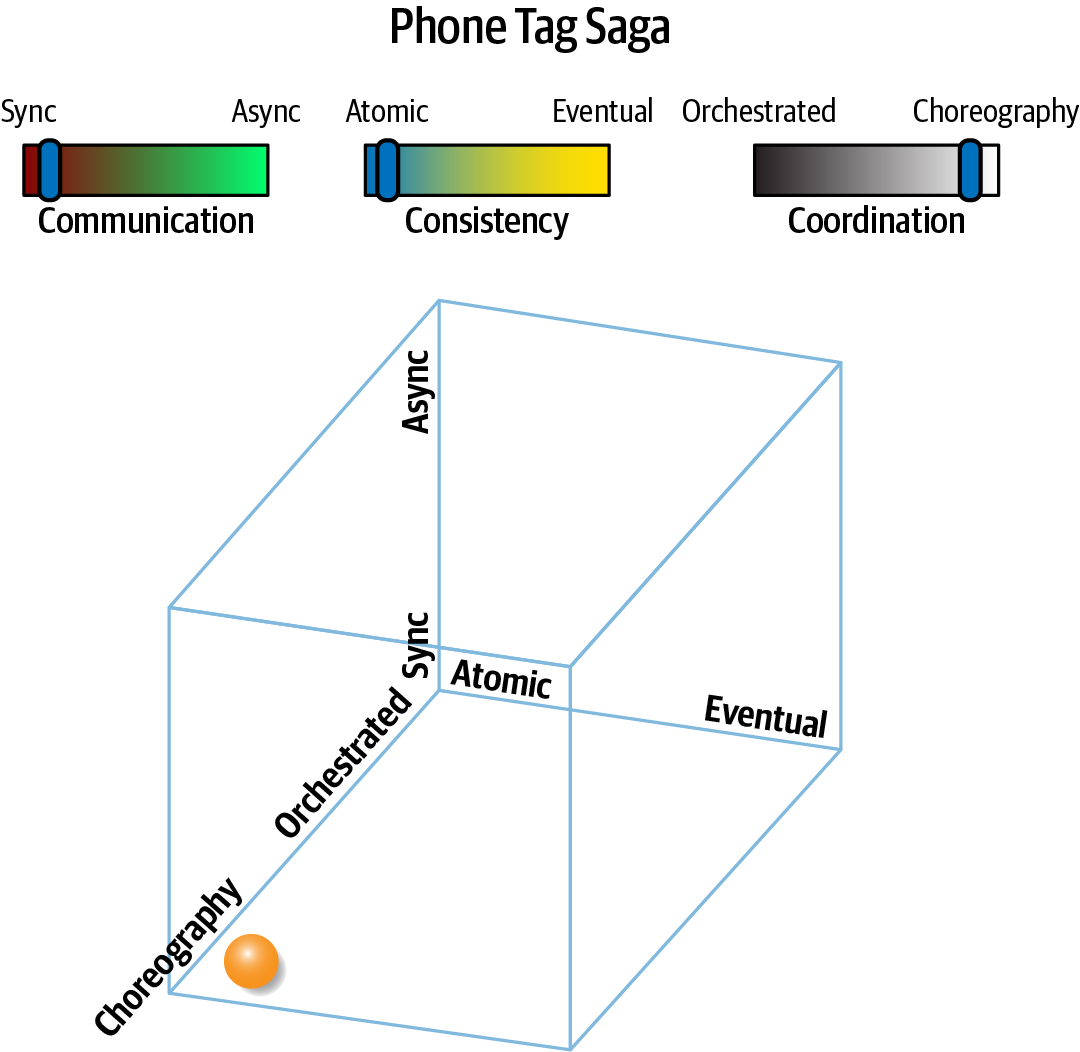 Phone Tag Saga
Sync Async Atomic Eventual Orchestrated Choreography
Communication Consistency Coordination
Async
Sync
Atomic
Eventual
Orchestrated
Choreography